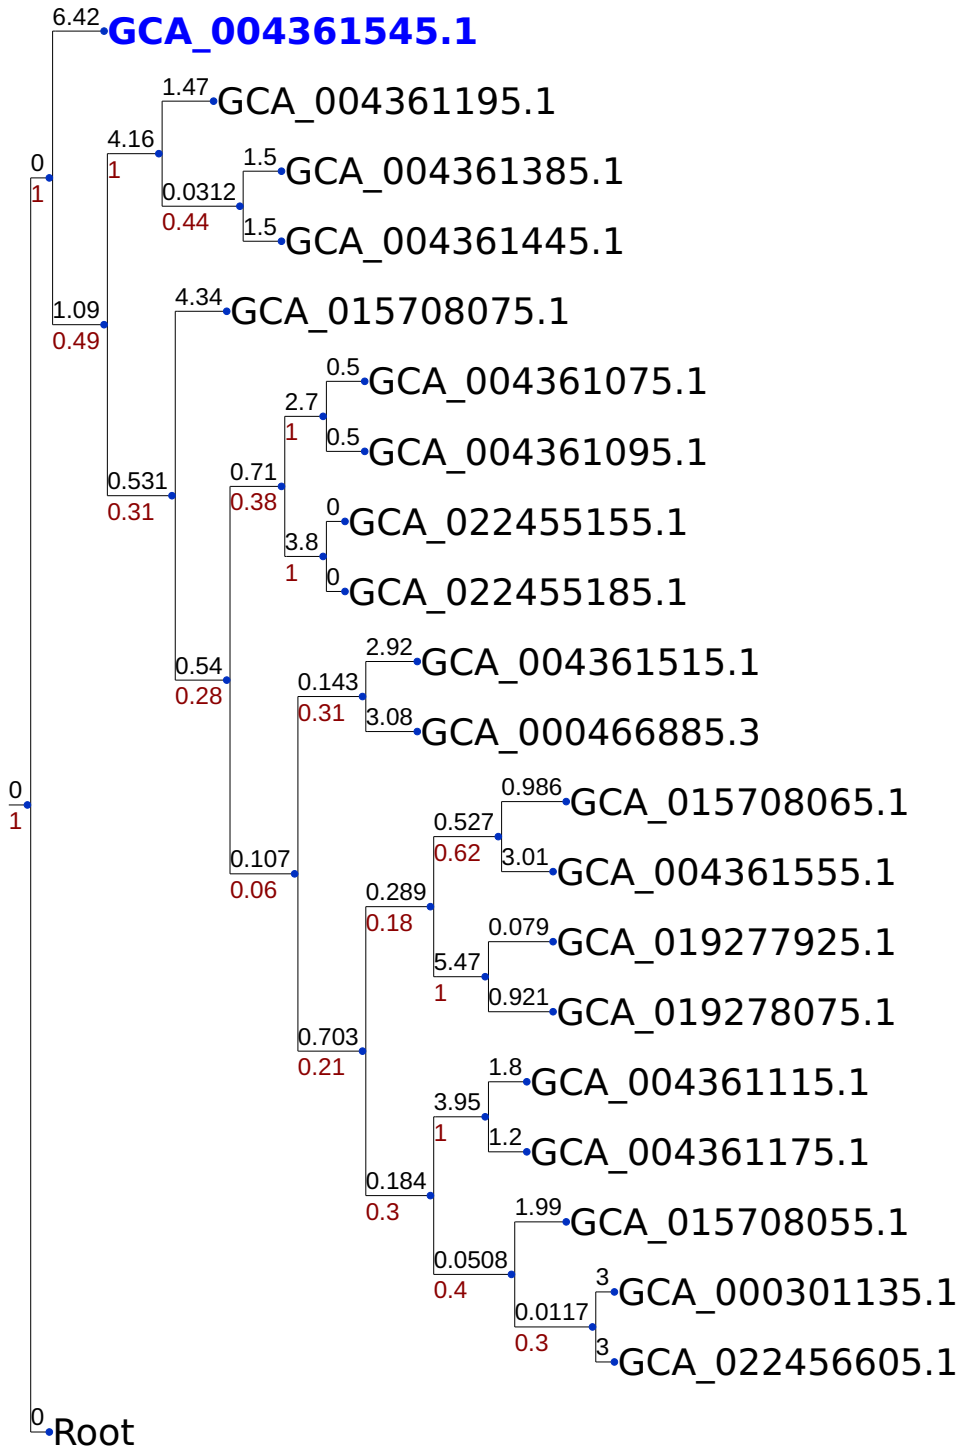 6.42 GCA_004361545.1
1.47 GCA_004361195.1
4.16
0
1
1
1.5 GCA_004361385.1
0.0312
0.44
1.5 GCA_004361445.1
4.34 GCA_015708075.1
1.09
0.49
0.5 GCA_004361075.1
2.7
1
0.5 GCA_004361095.1
0.531
0.31
0.71
0.38
0 GCA_022455155.1
3.8
1
0 GCA_022455185.1
2.92 GCA_004361515.1
0.54
0.28
0.143
0.31
3.08 GCA_000466885.3
0
1
0.986 GCA_015708065.1
0.527
0.62
3.01 GCA_004361555.1
0.107
0.06
0.289
0.18
0.079 GCA_019277925.1
5.47
1
0.921 GCA_019278075.1
0.703
0.21
1.8 GCA_004361115.1
3.95
1
1.2 GCA_004361175.1
0.184
0.3
1.99 GCA_015708055.1
0.0508
0.4
3 GCA_000301135.1
0.0117
0.3
3 GCA_022456605.1
0 Root